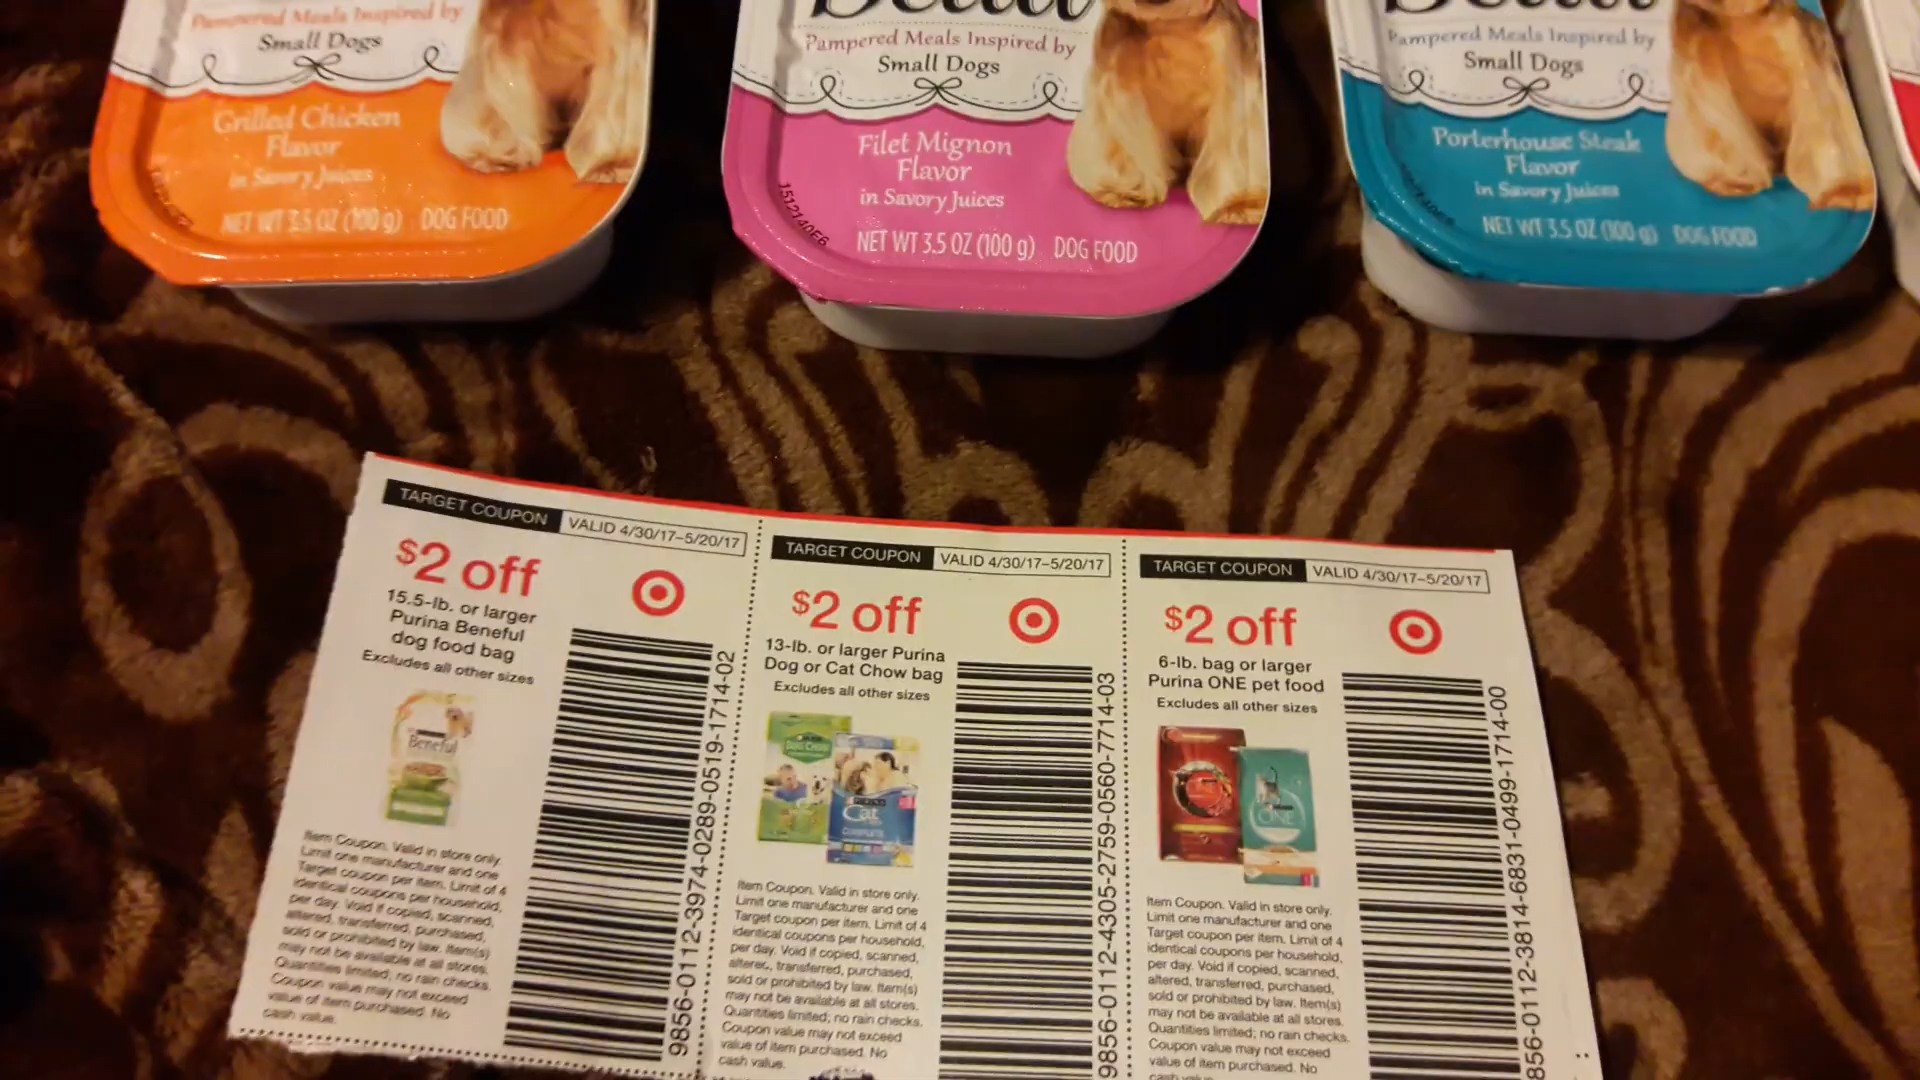 Pampered Meals Inspired by
Small Dogs
Grilled Chicken
Flavor
in Savory Juices
NET WT 3.5 OZ (100 g) DOG FOOD
Pampered Meals Inspired by
Small Dogs
Filet Mignon
Flavor
in Savory Juices
1512140E6
NET WT 3.5 OZ (100 g) DOG FOOD
Pampered Meals Inspired by
Small Dogs
Porterhouse Steak
Flavor
in Savory Juices
NET WT 3.5 OZ (100 g) DOG FOOD
TARGET COUPON VALID 4/30/17–5/20/17
$2 off
15.5-lb. or larger
Purina Beneful
dog food bag
Excludes all other sizes
Beneful
Item Coupon. Valid in store only.
Limit one manufacturer and one
Target coupon per item. Limit of 4
identical coupons per household,
per day. Void if copied, scanned,
altered, transferred, purchased,
sold or prohibited by law. Item(s)
may not be available at all stores.
Quantities limited; no rain checks.
Coupon value may not exceed
value of item purchased. No
cash value.
9856-0112-3974-0289-0519-1714-02
TARGET COUPON VALID 4/30/17–5/20/17
$2 off
13-lb. or larger Purina
Dog or Cat Chow bag
Excludes all other sizes
Dog Chow
Cat
Complete
Item Coupon. Valid in store only.
Limit one manufacturer and one
Target coupon per item. Limit of 4
identical coupons per household,
per day. Void if copied, scanned,
altered, transferred, purchased,
sold or prohibited by law. Item(s)
may not be available at all stores.
Quantities limited; no rain checks.
Coupon value may not exceed
value of item purchased. No
cash value.
9856-0112-4305-2759-0560-7714-03
TARGET COUPON VALID 4/30/17–5/20/17
$2 off
6-lb. bag or larger
Purina ONE pet food
Excludes all other sizes
ONE
Item Coupon. Valid in store only.
Limit one manufacturer and one
Target coupon per item. Limit of 4
identical coupons per household,
per day. Void if copied, scanned,
altered, transferred, purchased,
sold or prohibited by law. Item(s)
may not be available at all stores.
Quantities limited; no rain checks.
Coupon value may not exceed
value of item purchased. No
cash value.
856-0112-3814-6831-0499-1714-00